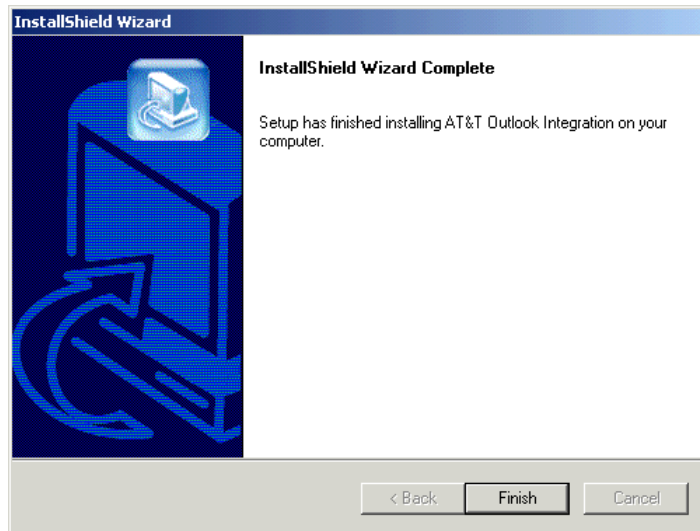 InstallShield Wizard
InstallShield Wizard Complete
Setup has finished installing AT&T Outlook Integration on your
computer.
< Back Finish Cancel